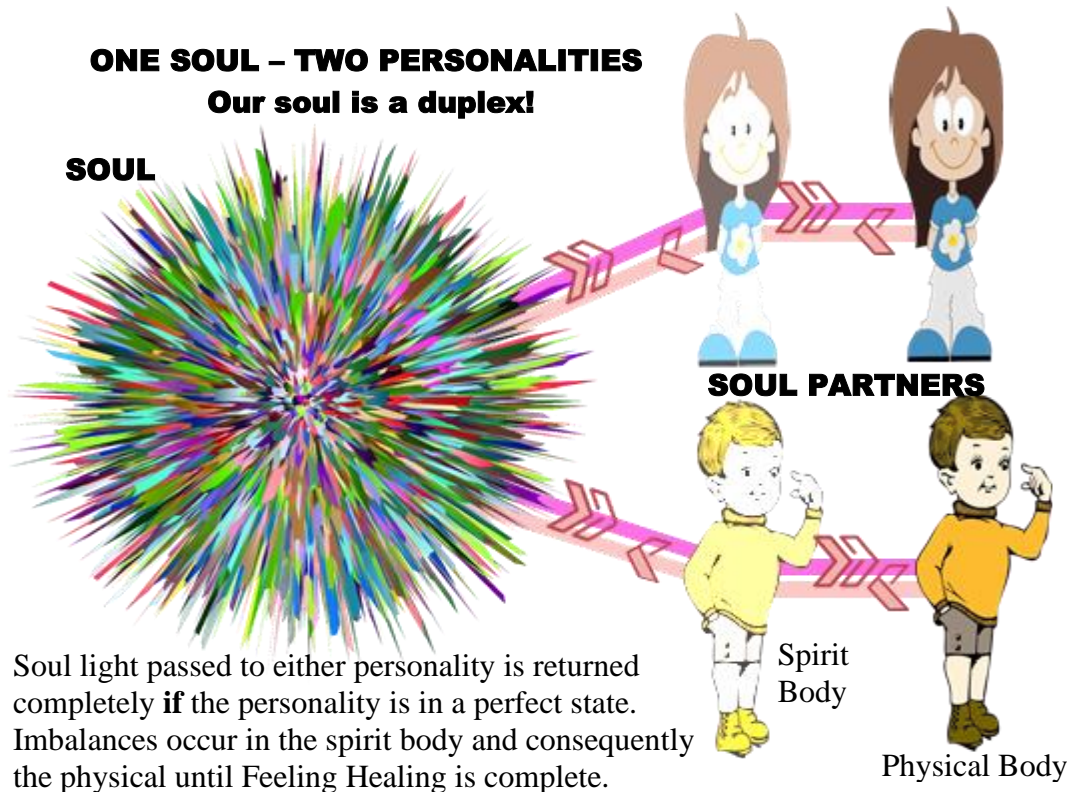 ONE SOUL – TWO PERSONALITIES
Our soul is a duplex!
SOUL
SOUL PARTNERS
Spirit
Body
Physical Body
Soul light passed to either personality is returned
completely if the personality is in a perfect state.
Imbalances occur in the spirit body and consequently
the physical until Feeling Healing is complete.